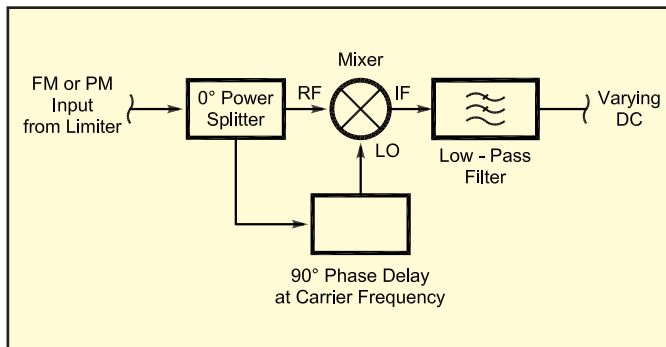 Mixer
FM or PM
Input
from Limiter
0° Power
Splitter
RF
IF
LO
Low - Pass
Filter
Varying
DC
90° Phase Delay
at Carrier Frequency